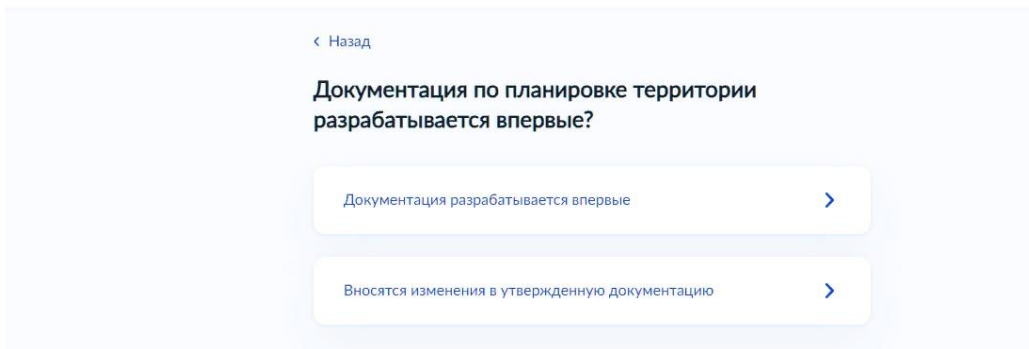 Назад
Документация по планировке территории
разрабатывается впервые?
Документация разрабатывается впервые
Вносятся изменения в утвержденную документацию